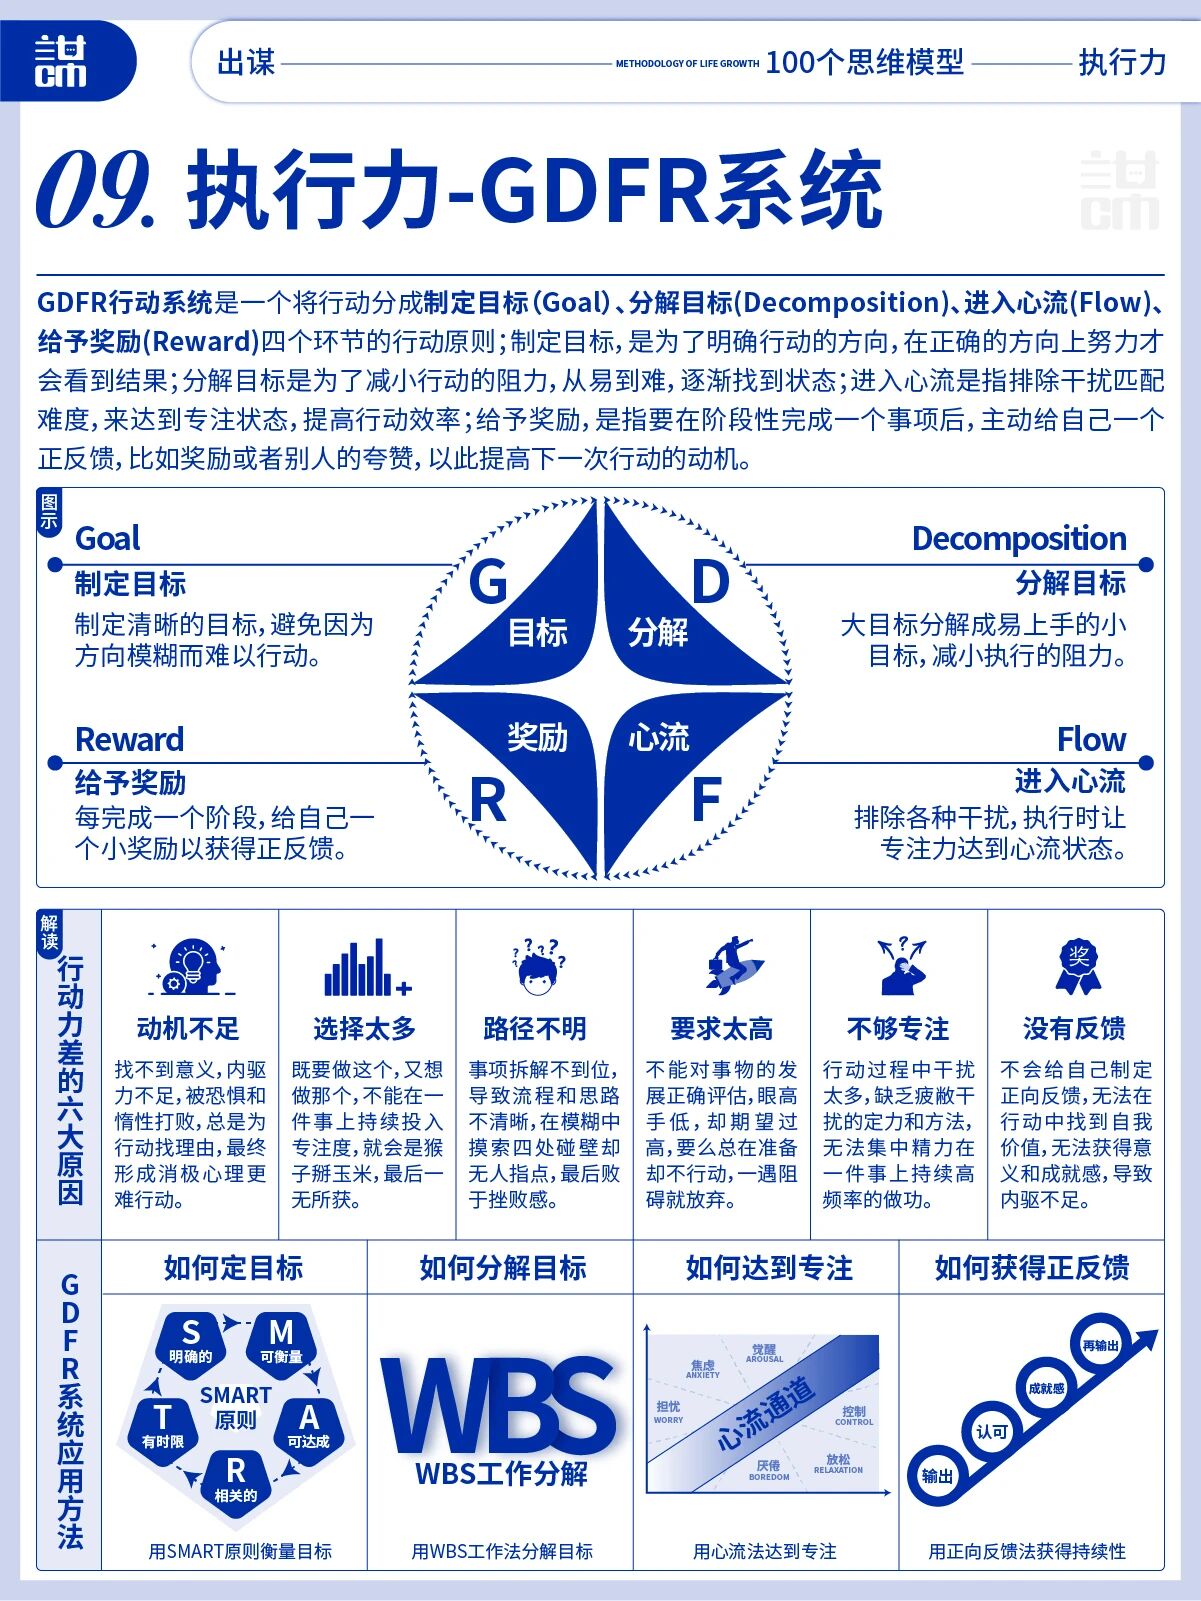 谋
cm
出谋
METHODOLOGY OF LIFE GROWTH
100个思维模型
执行力
09. 执行力-GDFR系统
谋
cm
GDFR行动系统是一个将行动分成制定目标(Goal)、分解目标(Decomposition)、进入心流(Flow)、
给予奖励(Reward)四个环节的行动原则;制定目标,是为了明确行动的方向,在正确的方向上努力才
会看到结果;分解目标是为了减小行动的阻力,从易到难,逐渐找到状态;进入心流是指排除干扰匹配
难度,来达到专注状态,提高行动效率;给予奖励,是指要在阶段性完成一个事项后,主动给自己一个
正反馈,比如奖励或者别人的夸赞,以此提高下一次行动的动机。
图示
Goal
制定目标
制定清晰的目标,避免因为
方向模糊而难以行动。
Decomposition
分解目标
大目标分解成易上手的小
目标,减小执行的阻力。
G
目标
D
分解
奖励
R
心流
F
Reward
给予奖励
每完成一个阶段,给自己一
个小奖励以获得正反馈。
Flow
进入心流
排除各种干扰,执行时让
专注力达到心流状态。
解读
行动力差的六大原因
动机不足
找不到意义,内驱
力不足,被恐惧和
惰性打败,总是为
行动找理由,最终
形成消极心理更
难行动。
选择太多
既要做这个,又想
做那个,不能在一
件事上持续投入
专注度,就会是猴
子掰玉米,最后一
无所获。
路径不明
事项拆解不到位,
导致流程和思路
不清晰,在模糊中
摸索四处碰壁却
无人指点,最后败
于挫败感。
要求太高
不能对事物的发
展正确评估,眼高
手低,却期望过
高,要么总在准备
却不行动,一遇阻
碍就放弃。
不够专注
行动过程中干扰
太多,缺乏疲敝干
扰的定力和方法,
无法集中精力在
一件事上持续高
频率的做功。
奖
没有反馈
不会给自己制定
正向反馈,无法在
行动中找到自我
价值,无法获得意
义和成就感,导致
内驱不足。
GDFR系统应用方法
如何定目标
S
明确的
M
可衡量
SMART
原则
T
有时限
A
可达成
R
相关的
用SMART原则衡量目标
如何分解目标
WBS
WBS工作分解
用WBS工作法分解目标
如何达到专注
觉醒
AROUSAL
焦虑
ANXIETY
担忧
WORRY
心流通道
控制
CONTROL
放松
RELAXATION
厌倦
BOREDOM
用心流法达到专注
如何获得正反馈
再输出
成就感
认可
输出
用正向反馈法获得持续性